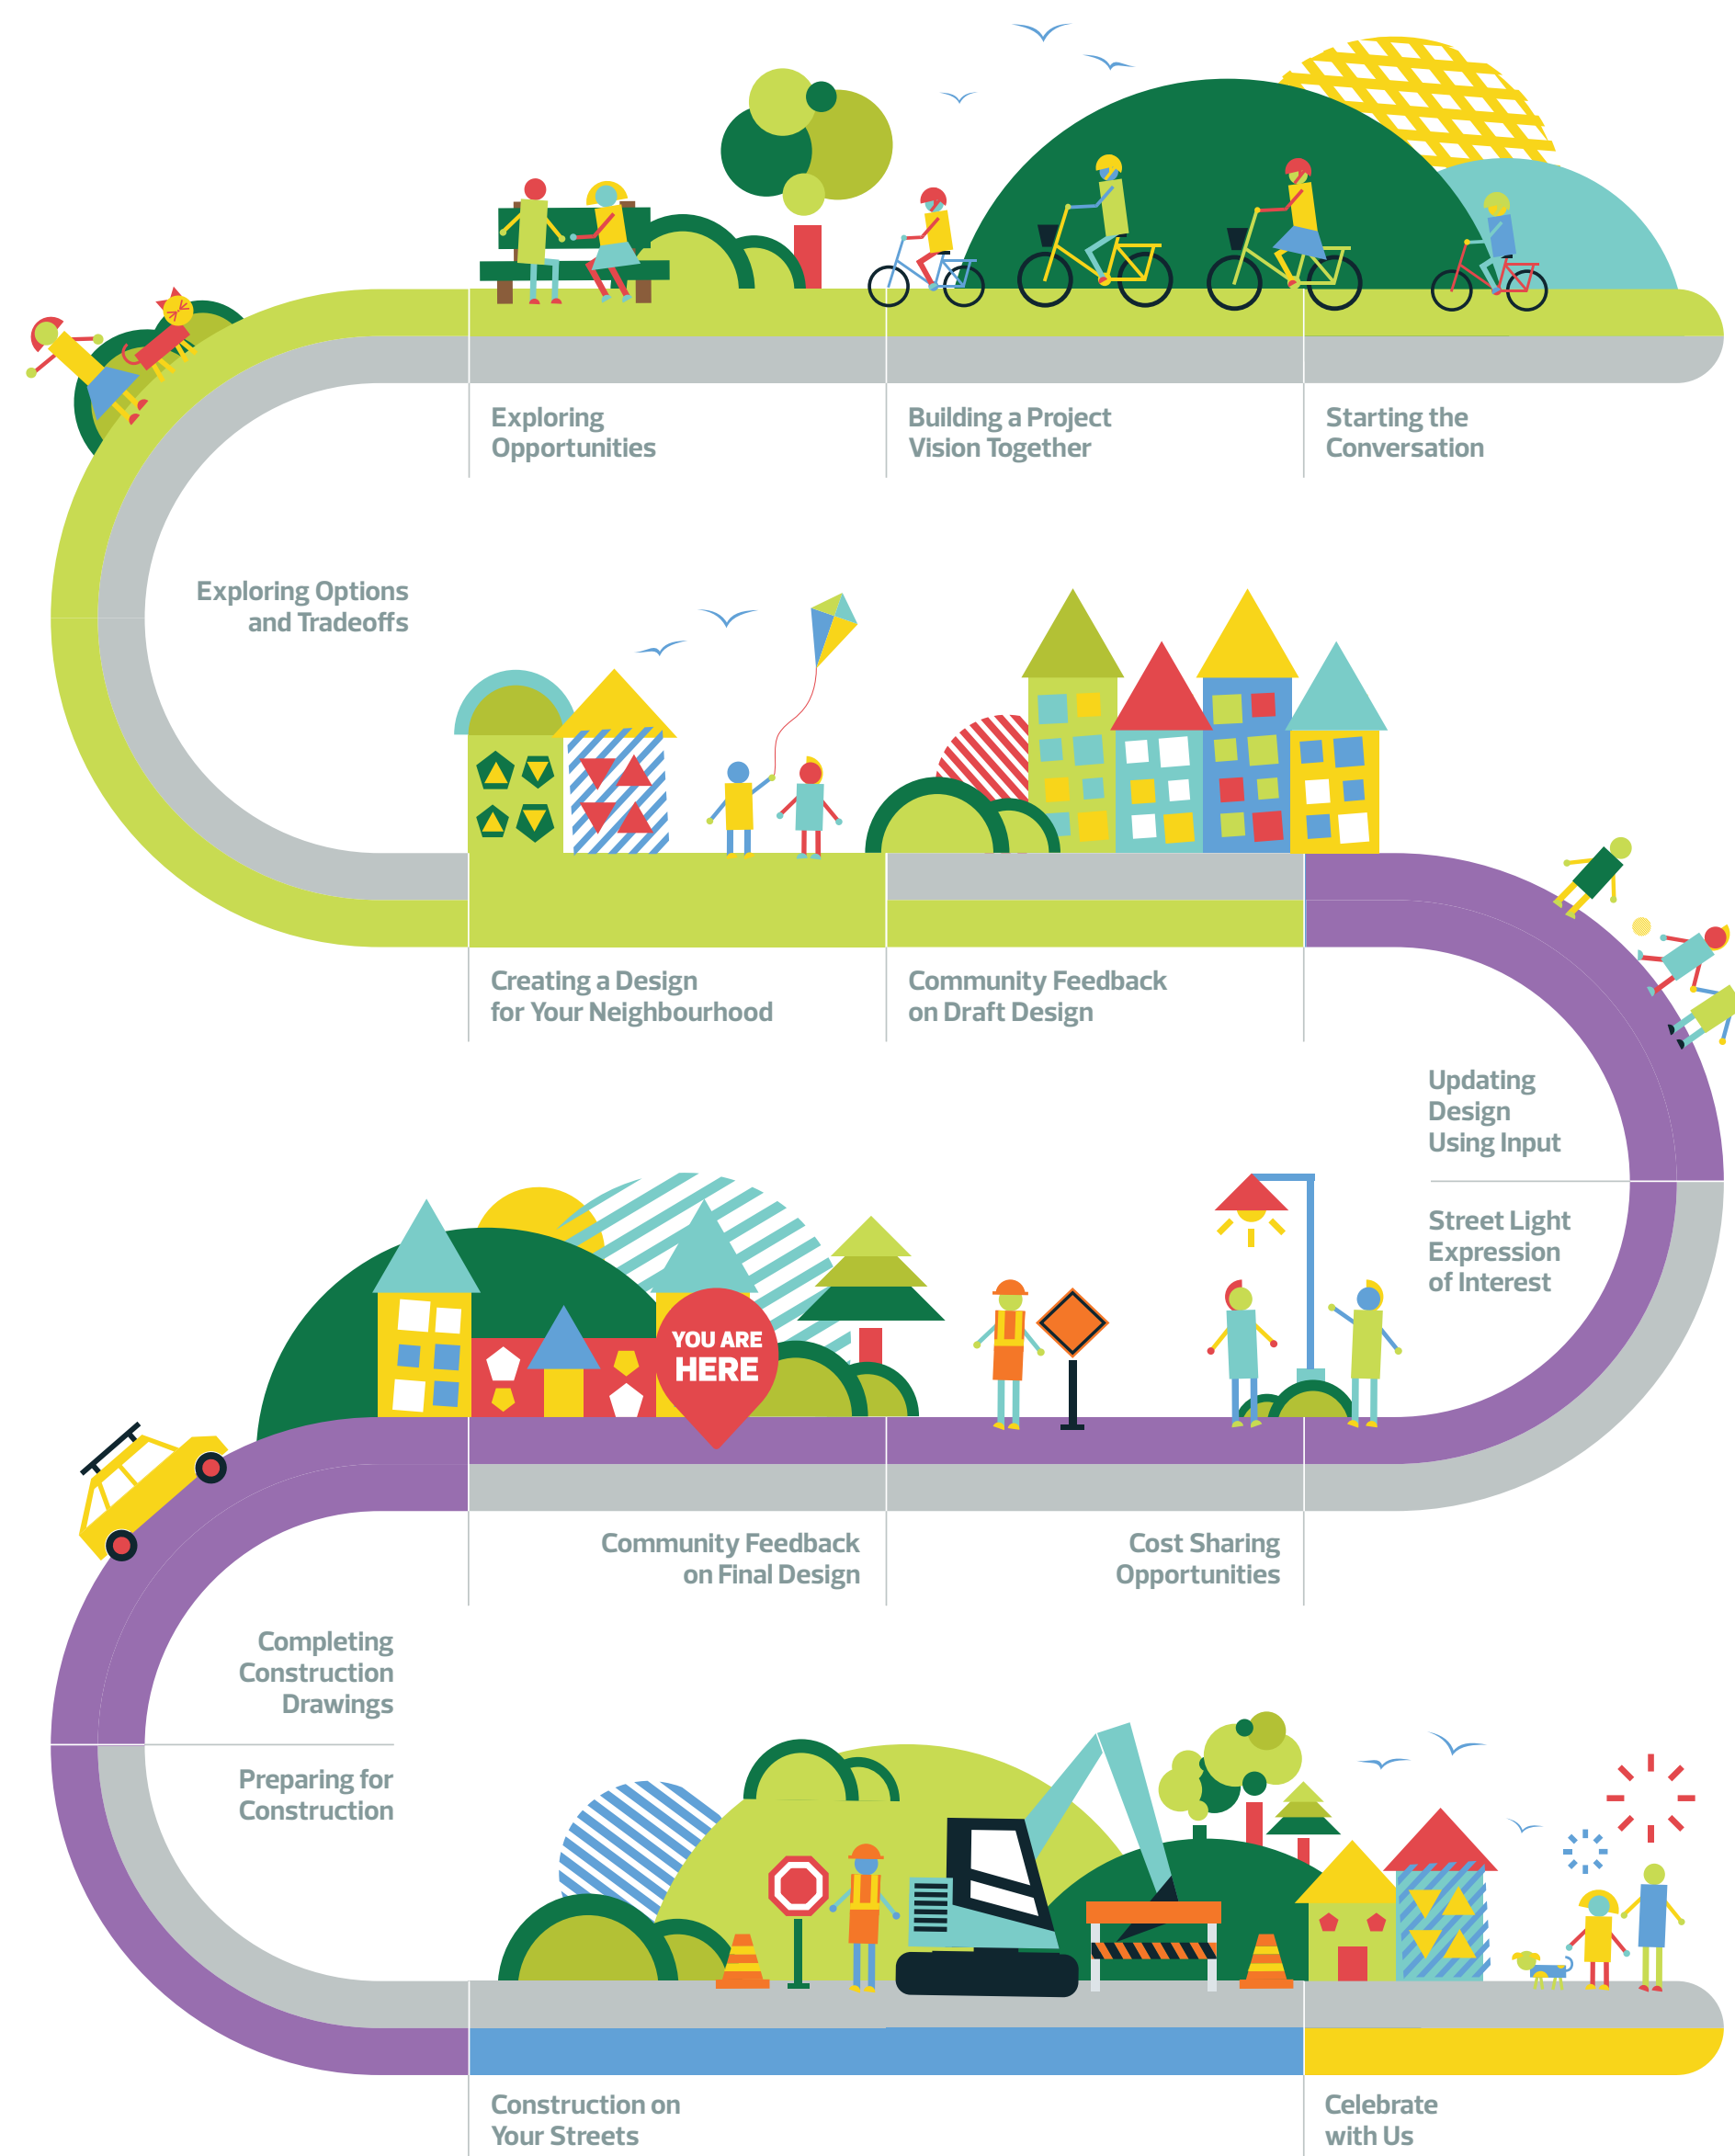 Exploring
Opportunities
Building a Project
Vision Together
Starting the
Conversation
Exploring Options
and Tradeoffs
Creating a Design
for Your Neighbourhood
Community Feedback
on Draft Design
Updating
Design
Using Input
Street Light
Expression
of Interest
YOU ARE
HERE
Community Feedback
on Final Design
Cost Sharing
Opportunities
Completing
Construction
Drawings
Preparing for
Construction
Construction on
Your Streets
Celebrate
with Us